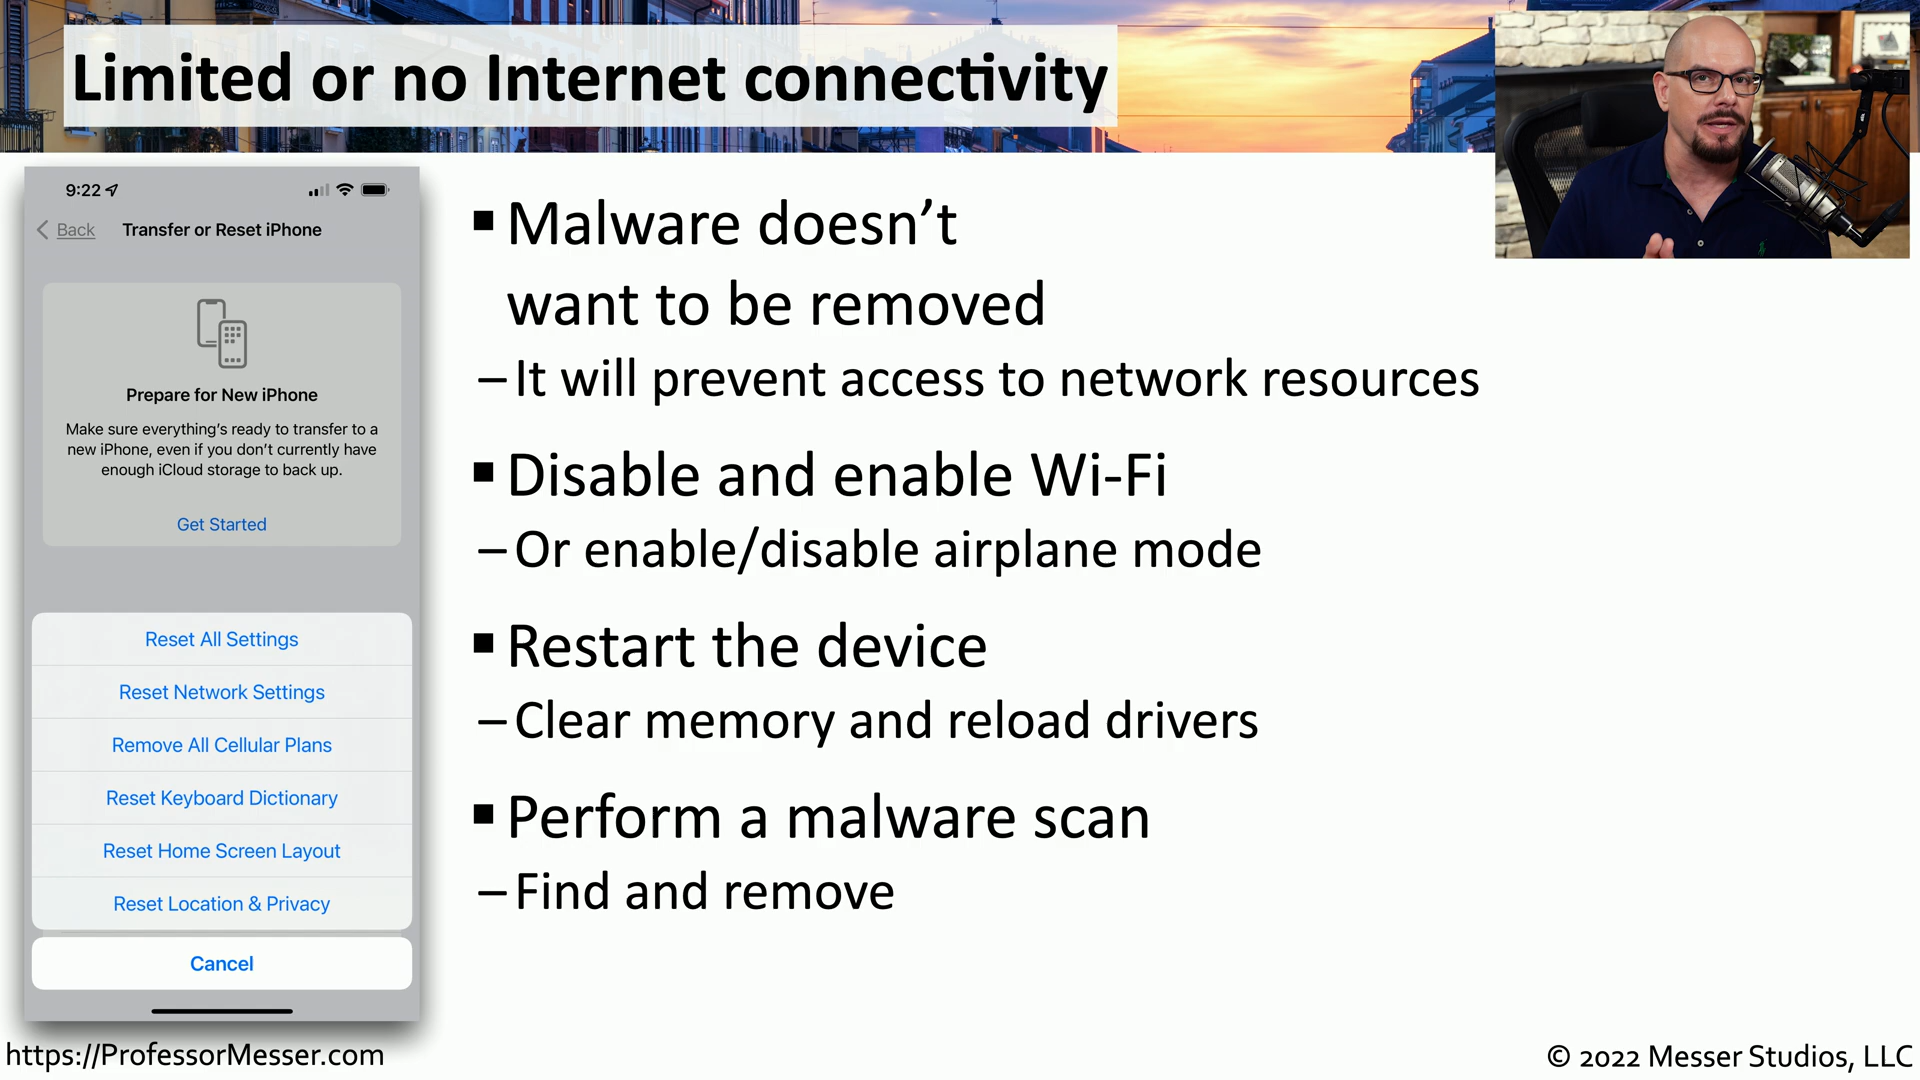 Limited or no Internet connectivity
9:22
Back
Transfer or Reset iPhone
Prepare for New iPhone
Make sure everything's ready to transfer to a
new iPhone, even if you don't currently have
enough iCloud storage to back up.
Get Started
Reset All Settings
Reset Network Settings
Remove All Cellular Plans
Reset Keyboard Dictionary
Reset Home Screen Layout
Reset Location & Privacy
Cancel
▪ Malware doesn't
want to be removed
– It will prevent access to network resources
▪ Disable and enable Wi-Fi
– Or enable/disable airplane mode
▪ Restart the device
– Clear memory and reload drivers
▪ Perform a malware scan
– Find and remove
https://ProfessorMesser.com
© 2022 Messer Studios, LLC